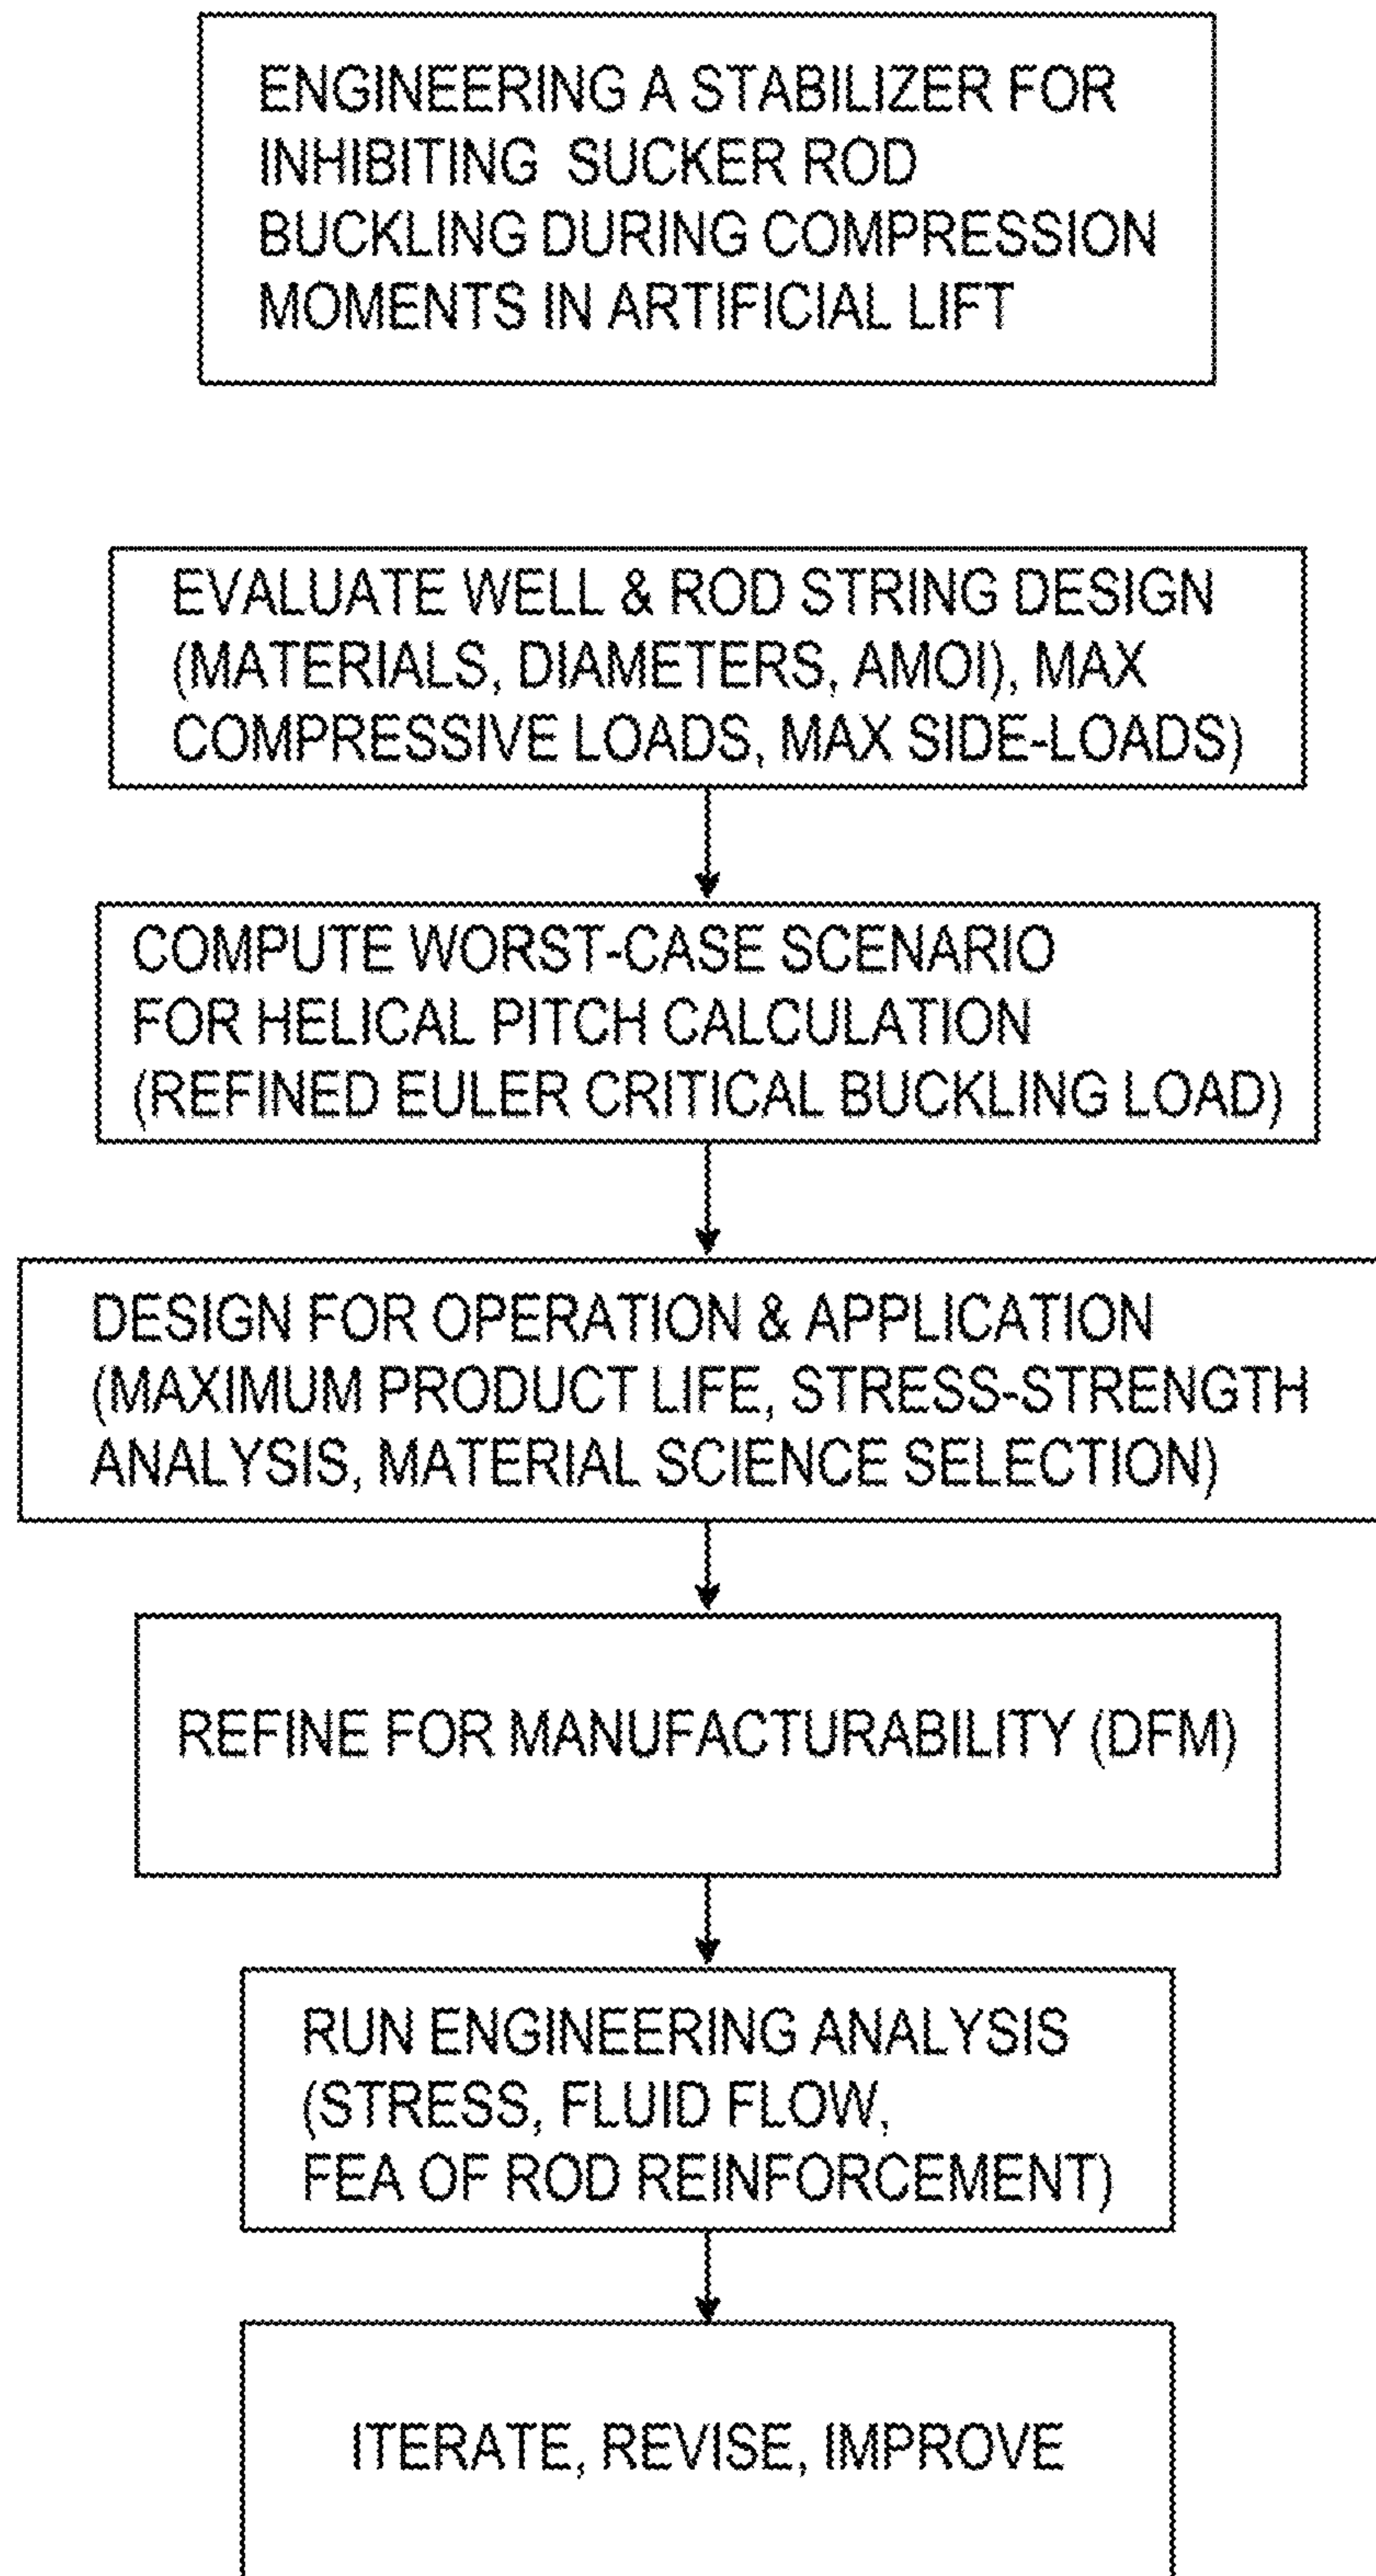 ENGINEERING A STABILIZER FOR
INHIBITING SUCKER ROD
BUCKLING DURING COMPRESSION
MOMENTS IN ARTIFICIAL LIFT
EVALUATE WELL & ROD STRING DESIGN
(MATERIALS, DIAMETERS, AMOI), MAX
COMPRESSIVE LOADS, MAX SIDE-LOADS)
COMPUTE WORST-CASE SCENARIO
FOR HELICAL PITCH CALCULATION
(REFINED EULER CRITICAL BUCKLING LOAD)
DESIGN FOR OPERATION & APPLICATION
(MAXIMUM PRODUCT LIFE, STRESS-STRENGTH
ANALYSIS, MATERIAL SCIENCE SELECTION)
REFINE FOR MANUFACTURABILITY (DFM)
RUN ENGINEERING ANALYSIS
(STRESS, FLUID FLOW,
FEA OF ROD REINFORCEMENT)
ITERATE, REVISE, IMPROVE